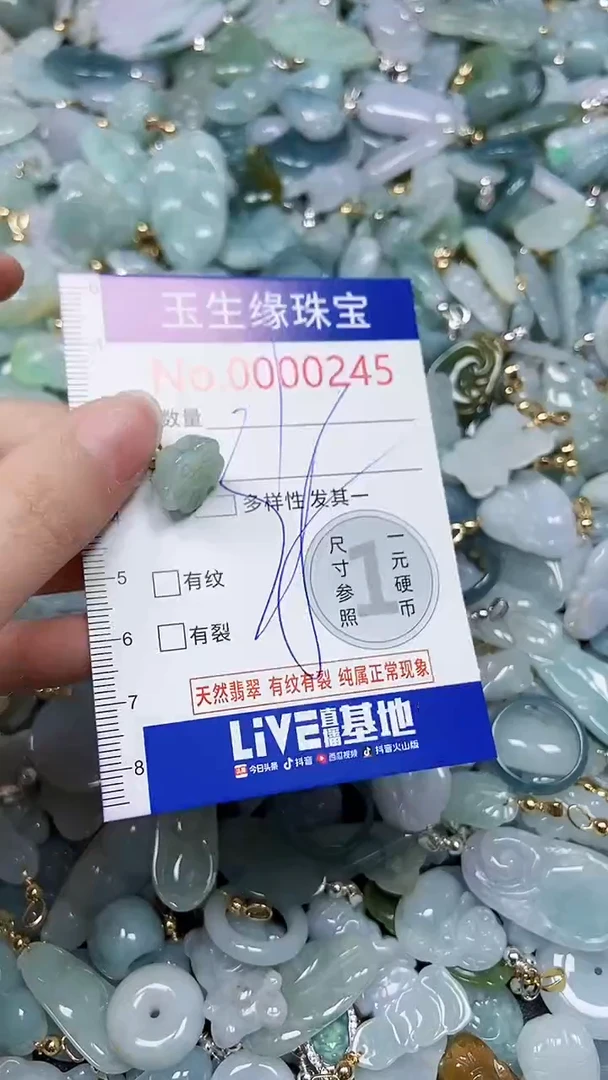 玉生缘珠宝
No.0000245
数量
多样性 发其一
尺寸参照
1
一元硬币
5
有纹
6
有裂
天然翡翠 有纹有裂 纯属正常现象
7
LIVE直播基地
8
今日头条 抖音 西瓜视频 抖音火山版